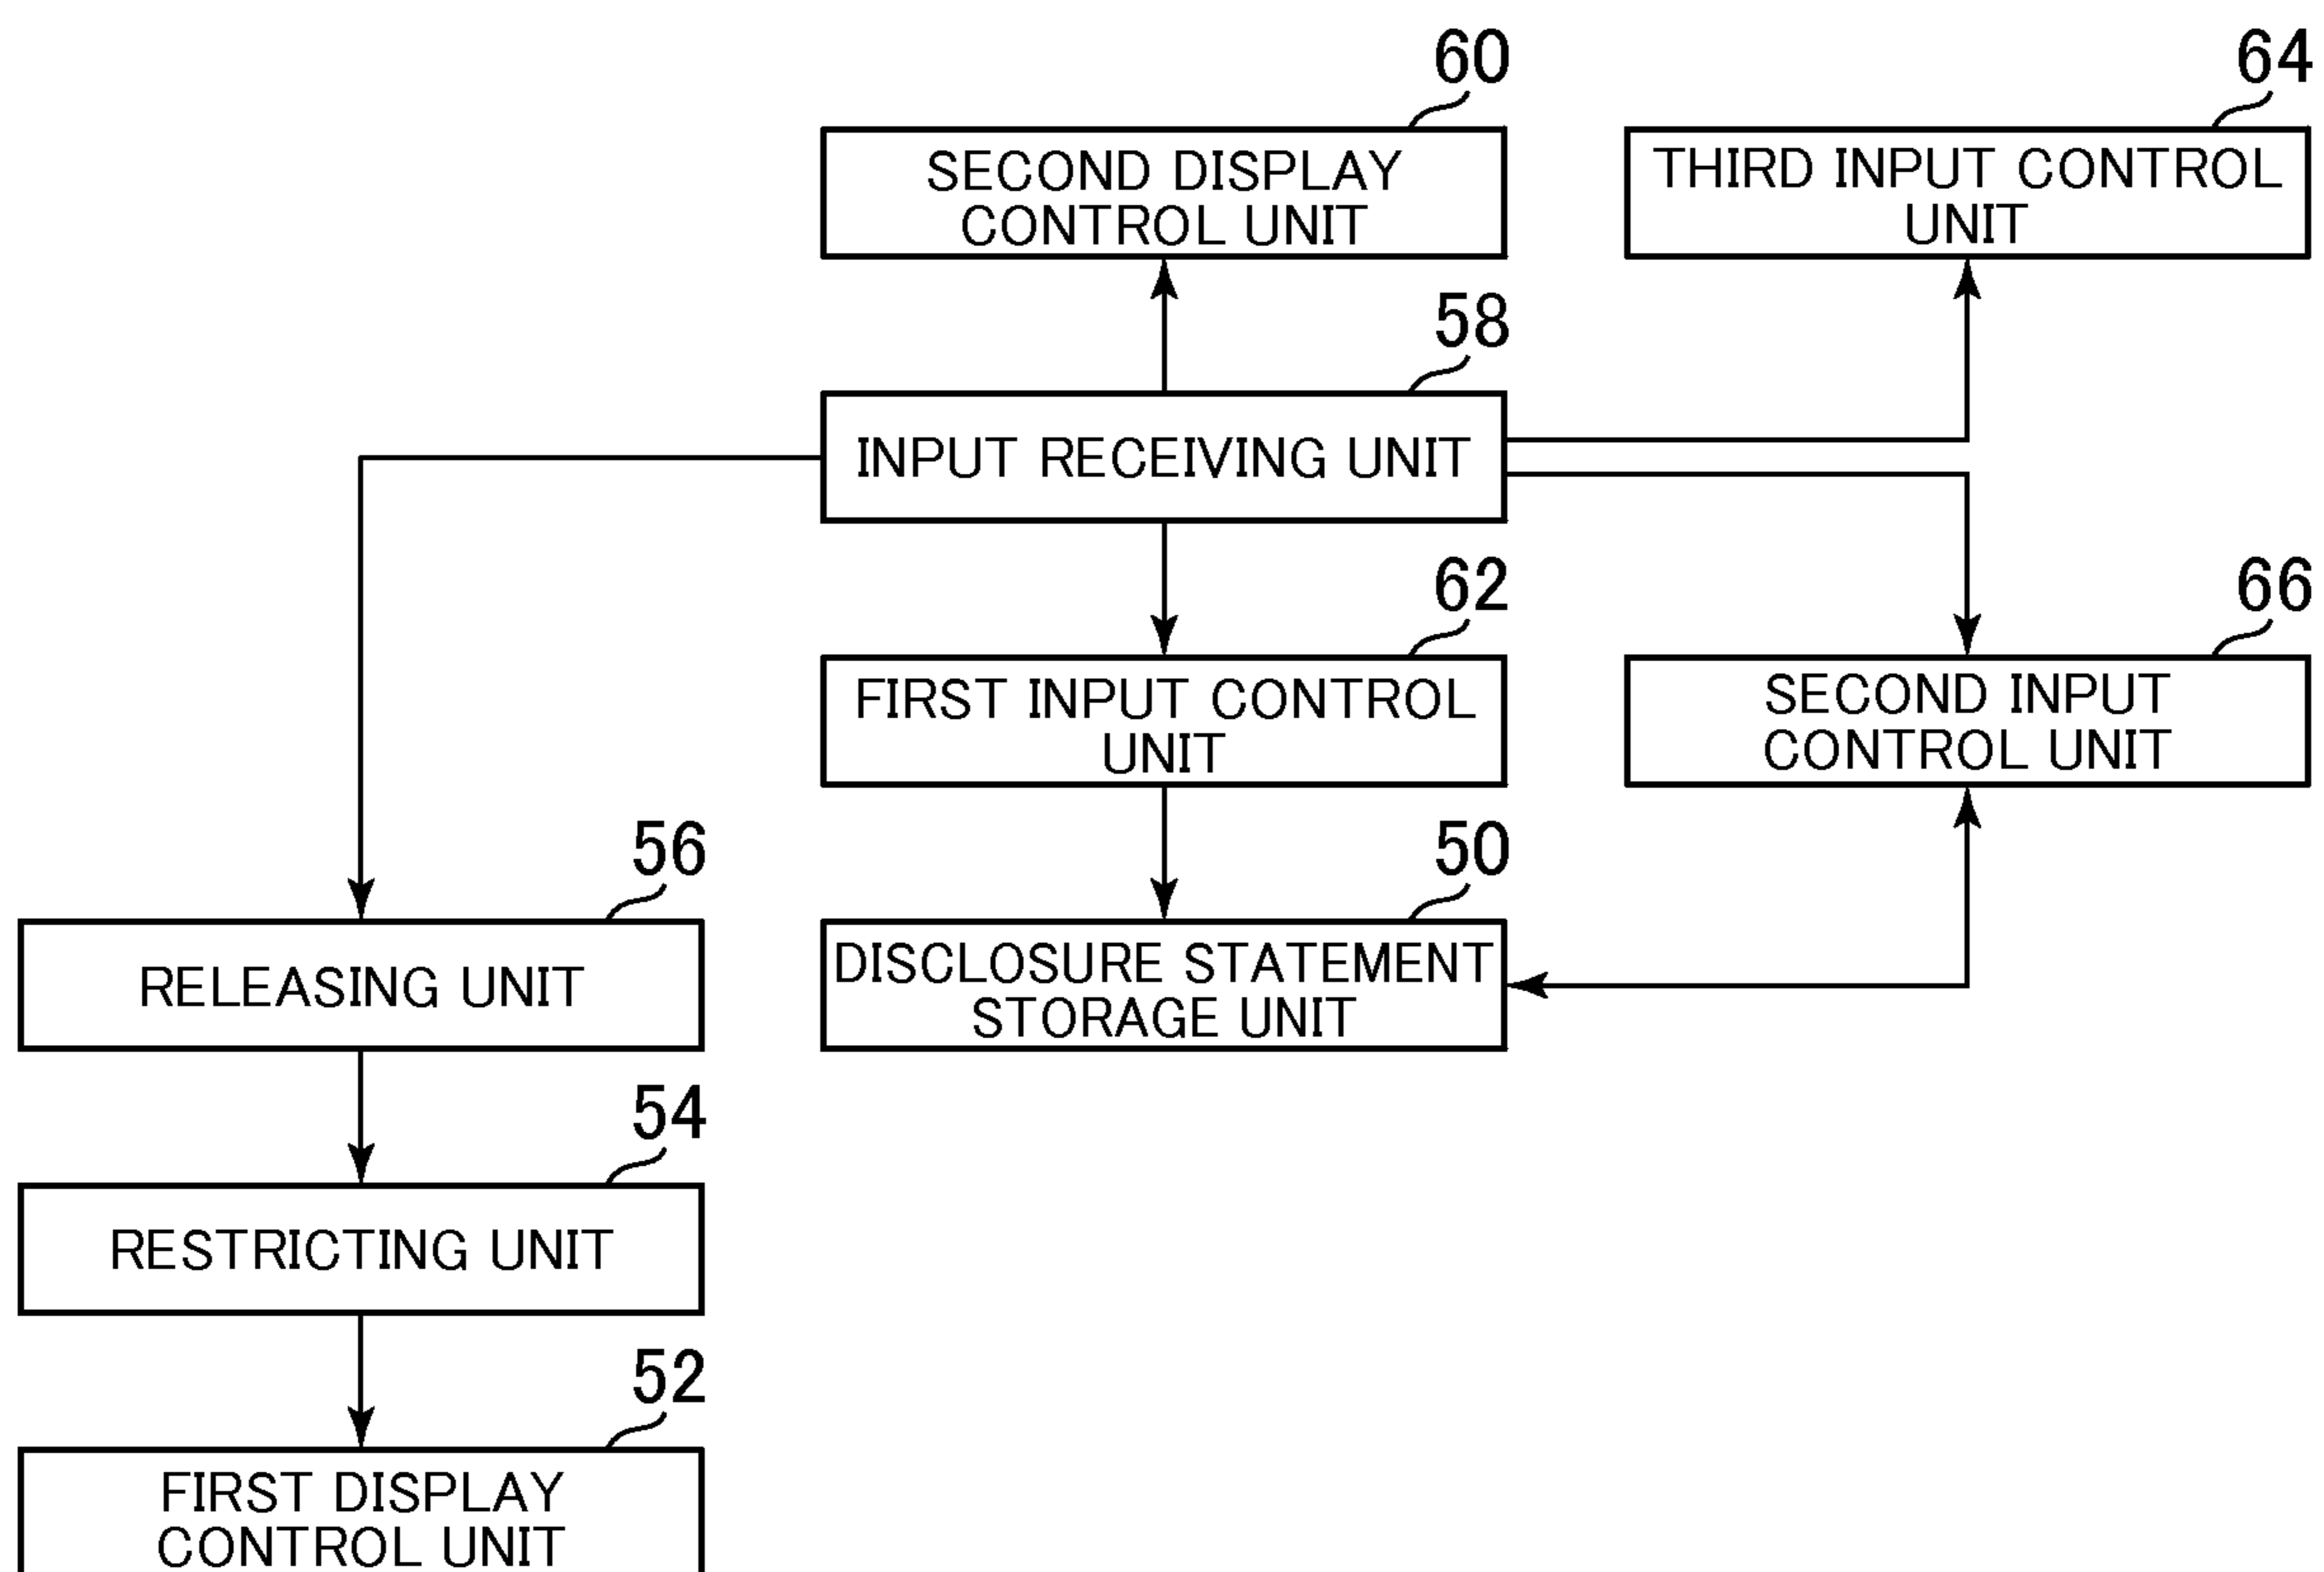 60
SECOND DISPLAY
CONTROL UNIT
64
THIRD INPUT CONTROL
UNIT
58
INPUT RECEIVING UNIT
62
FIRST INPUT CONTROL
UNIT
66
SECOND INPUT
CONTROL UNIT
56
RELEASING UNIT
50
DISCLOSURE STATEMENT
STORAGE UNIT
54
RESTRICTING UNIT
52
FIRST DISPLAY
CONTROL UNIT